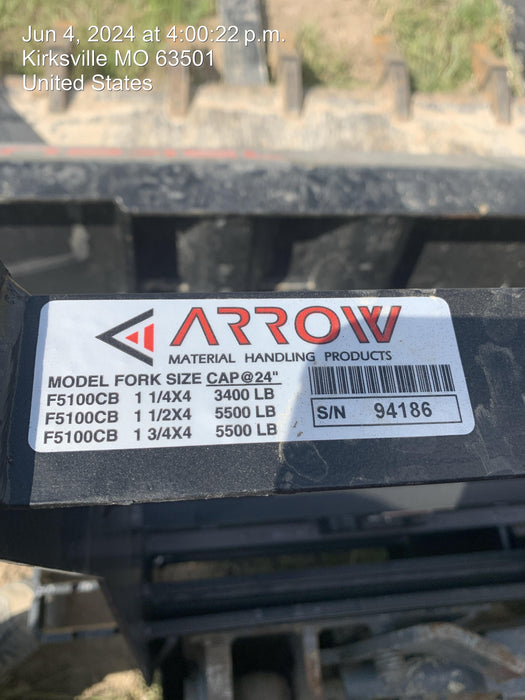 Jun 4, 2024 at 4:00:22 p.m.
Kirksville MO 63501
United States
ARROW
MATERIAL HANDLING PRODUCTS
MODEL FORK SIZE CAP@24"
F5100CB 1 1/4X4 3400 LB
F5100CB 1 1/2X4 5500 LB
F5100CB 1 3/4X4 5500 LB
S/N 94186